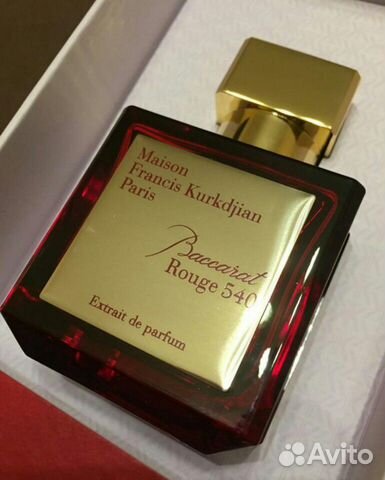 Maison
Francis Kurkdjian
Paris
Baccarat
Rouge 540
Extrait de parfum
Avito